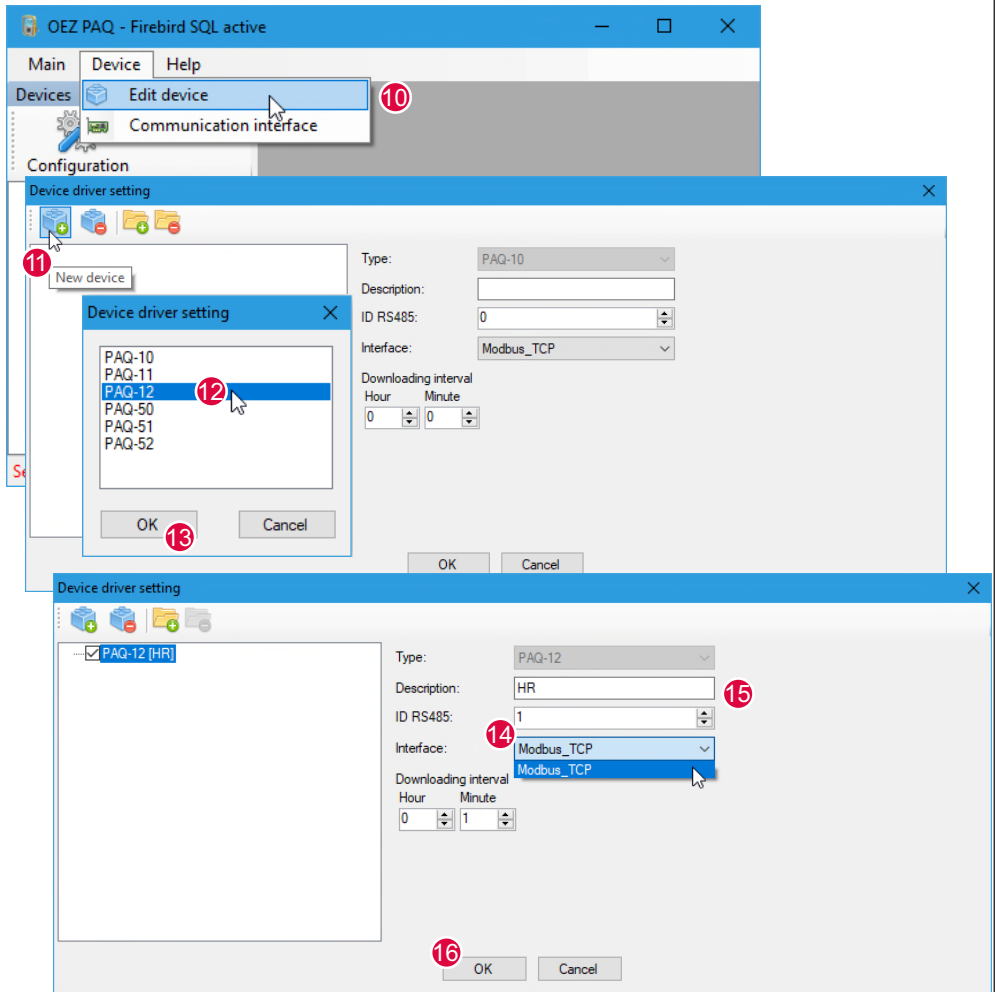 OEZ PAQ - Firebird SQL active
Main Device Help
Devices
Edit device
10
Communication interface
Configuration
Device driver setting
11
New device
Type: PAQ-10
Description:
ID RS485: 0
Interface: Modbus_TCP
Downloading interval
Hour Minute
0 0
Device driver setting
PAQ-10
PAQ-11
PAQ-12
12
PAQ-50
PAQ-51
PAQ-52
OK Cancel
13
Se
OK Cancel
Device driver setting
PAQ-12 [HR]
Type: PAQ-12
Description: HR
15
ID RS485: 1
14
Interface: Modbus_TCP
Modbus_TCP
Downloading interval
Hour Minute
0 1
16
OK Cancel